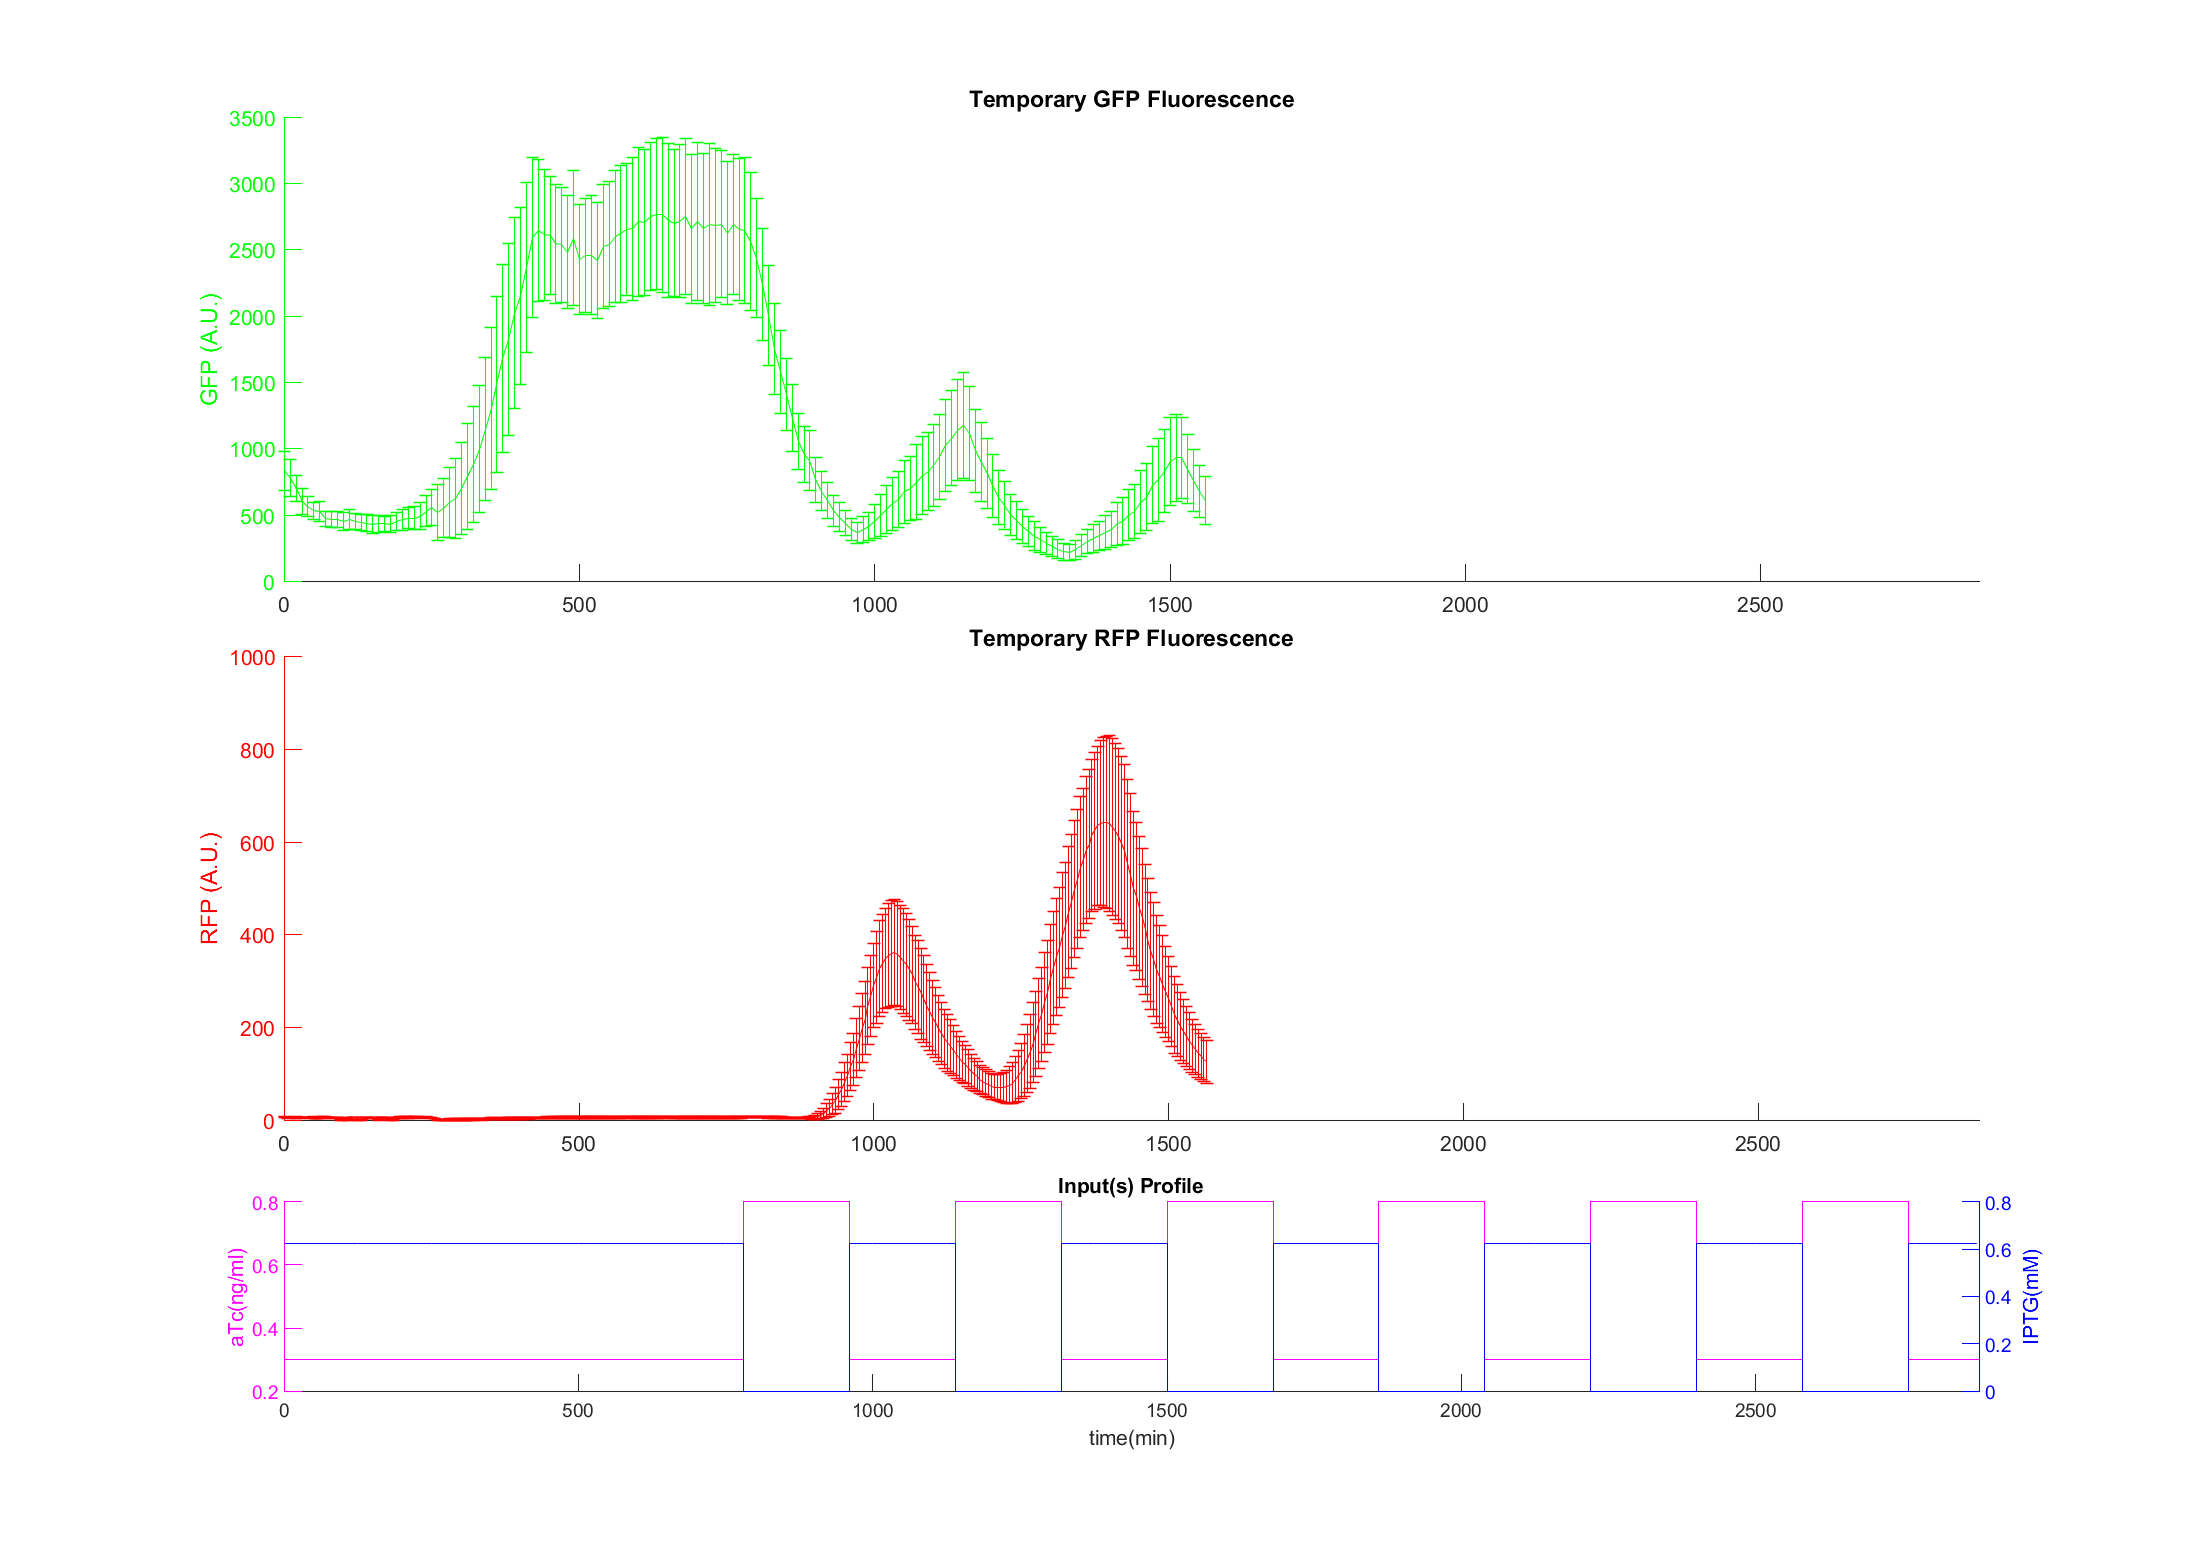 Temporary GFP Fluorescence
3500
3000
2500
2000
1500
1000
500
0
GFP (A.U.)
0 500 1000 1500 2000 2500
Temporary RFP Fluorescence
1000
800
600
400
200
0
RFP (A.U.)
0 500 1000 1500 2000 2500
Input(s) Profile
0.8
0.6
0.4
0.2
aTc(ng/ml)
0.8
0.6
0.4
0.2
0
IPTG(mM)
0 500 1000 1500 2000 2500
time(min)